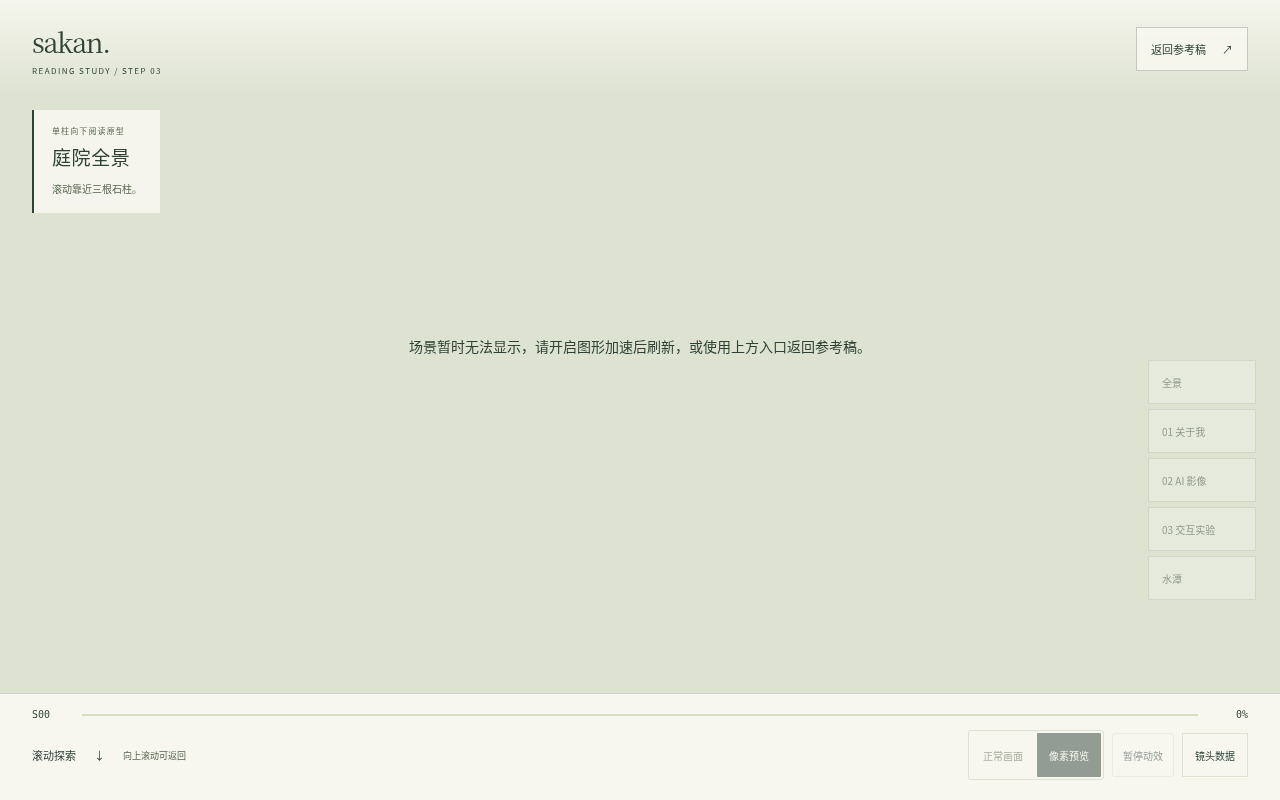 sakan.
READING STUDY / STEP 03
返回参考稿 ↗
单柱向下阅读原型
庭院全景
滚动靠近三根石柱。
场景暂时无法显示，请开启图形加速后刷新，或使用上方入口返回参考稿。
全景
01 关于我
02 AI 影像
03 交互实验
水潭
S00
0%
滚动探索 ↓ 向上滚动可返回
正常画面
像素预览
暂停动效
镜头数据